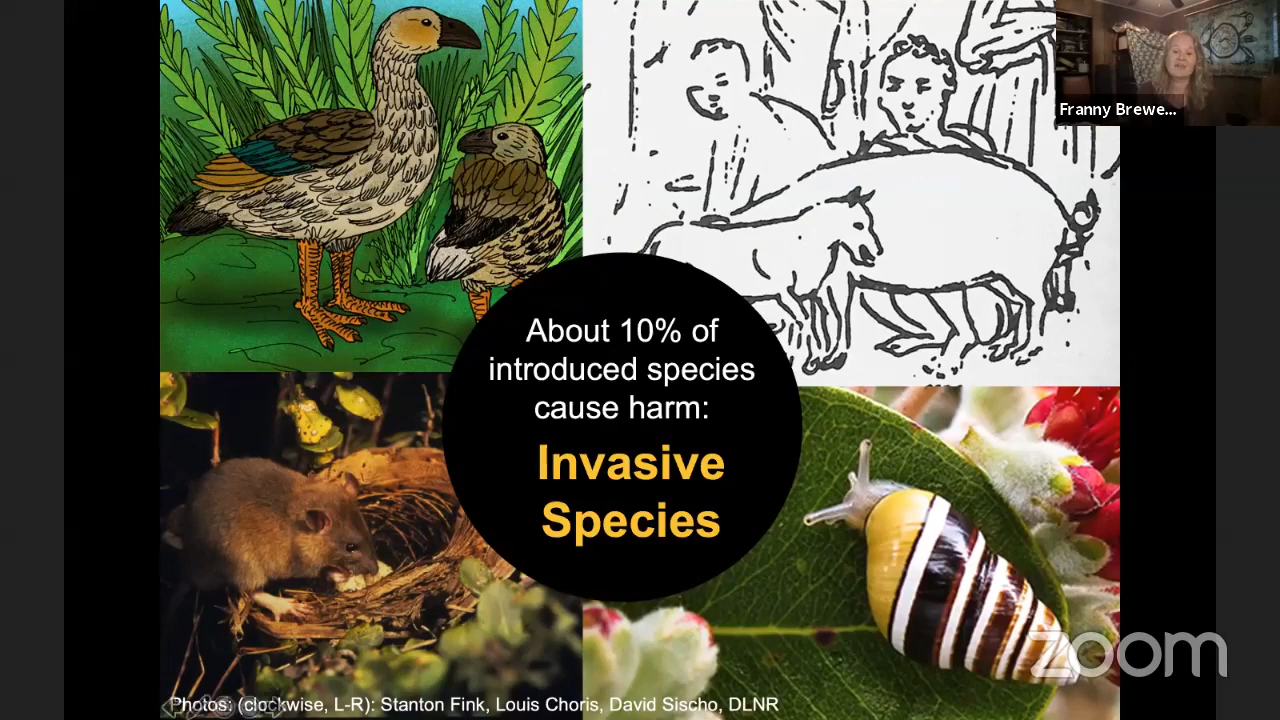 Franny Brewe...
About 10% of
introduced species
cause harm:
Invasive
Species
zoom
Photos: (clockwise, L-R): Stanton Fink, Louis Choris, David Sischo, DLNR